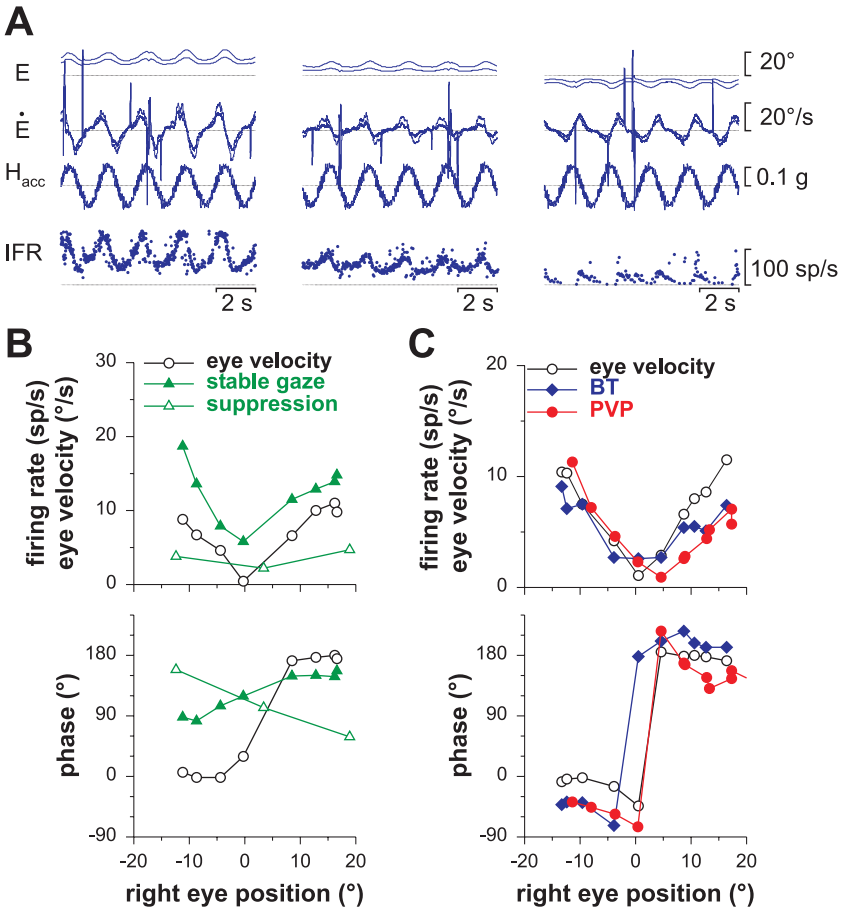 A
E
20°
Ė
20°/s
Hacc
0.1 g
IFR
100 sp/s
2 s
2 s
2 s
B
C
30
20
10
0
firing rate (sp/s)
eye velocity (°/s)
eye velocity
stable gaze
suppression
20
10
0
firing rate (sp/s)
eye velocity (°/s)
eye velocity
BT
PVP
180
90
0
-90
phase (°)
-20
-10
0
10
20
right eye position (°)
180
90
0
-90
phase (°)
-20
-10
0
10
20
right eye position (°)